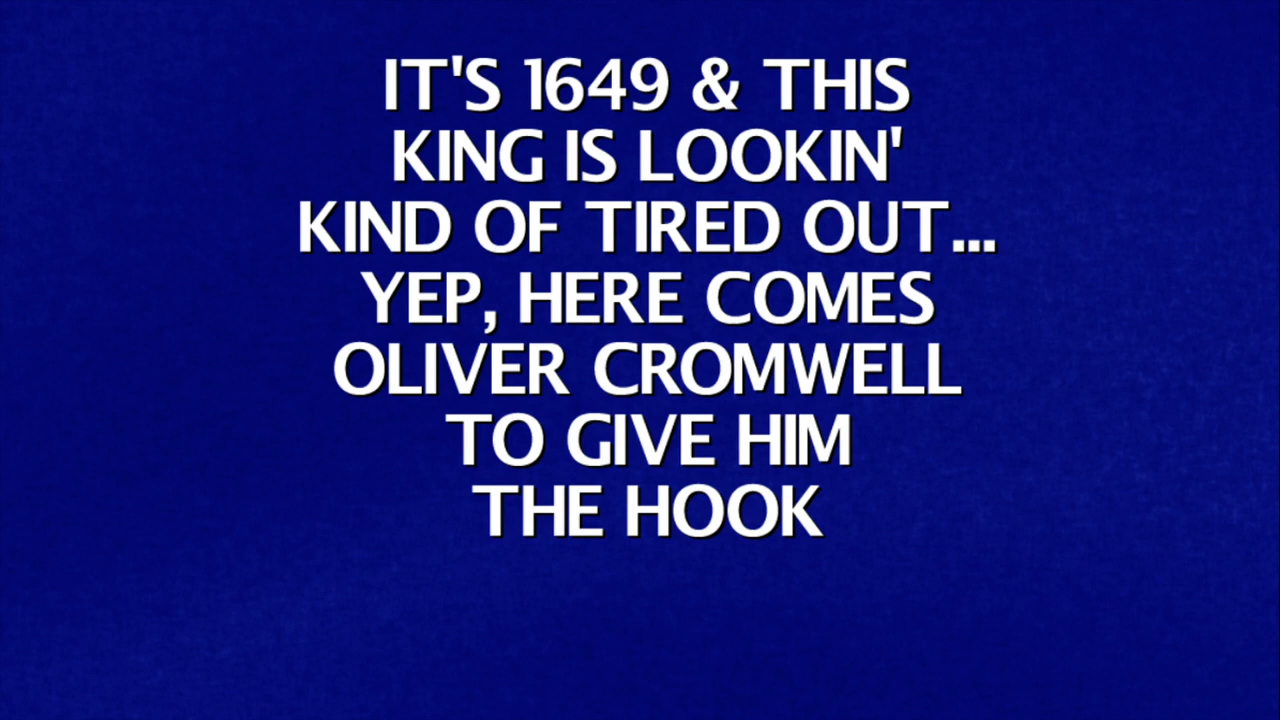 IT'S 1649 & THIS
KING IS LOOKIN'
KIND OF TIRED OUT...
YEP, HERE COMES
OLIVER CROMWELL
TO GIVE HIM
THE HOOK